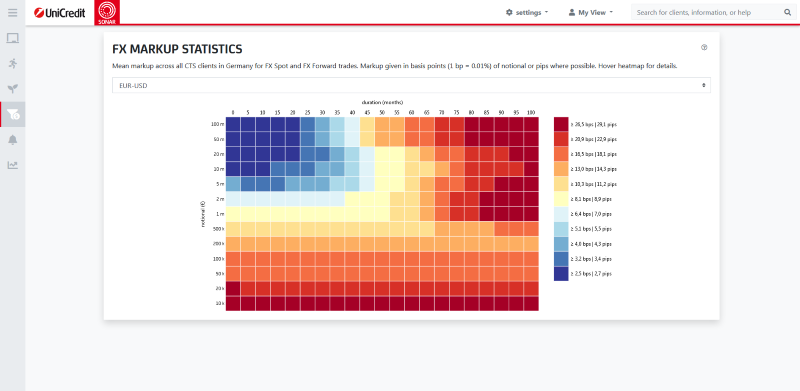 UniCredit
SONAR
settings
My View
Search for clients, information, or help
FX MARKUP STATISTICS
Mean markup across all CTS clients in Germany for FX Spot and FX Forward trades. Markup given in basis points (1 bp = 0.01%) of notional or pips where possible. Hover heatmap for details.
EUR-USD
duration (months)
0 5 10 15 20 25 30 35 40 45 50 55 60 65 70 75 80 85 90 95 100
notional (€)
100 m
50 m
20 m
10 m
5 m
2 m
1 m
500 k
200 k
100 k
50 k
20 k
10 k
≥ 26,5 bps | 29,1 pips
≥ 20,9 bps | 22,9 pips
≥ 16,5 bps | 18,1 pips
≥ 13,0 bps | 14,3 pips
≥ 10,3 bps | 11,2 pips
≥ 8,1 bps | 8,9 pips
≥ 6,4 bps | 7,0 pips
≥ 5,1 bps | 5,5 pips
≥ 4,0 bps | 4,3 pips
≥ 3,2 bps | 3,4 pips
≥ 2,5 bps | 2,7 pips